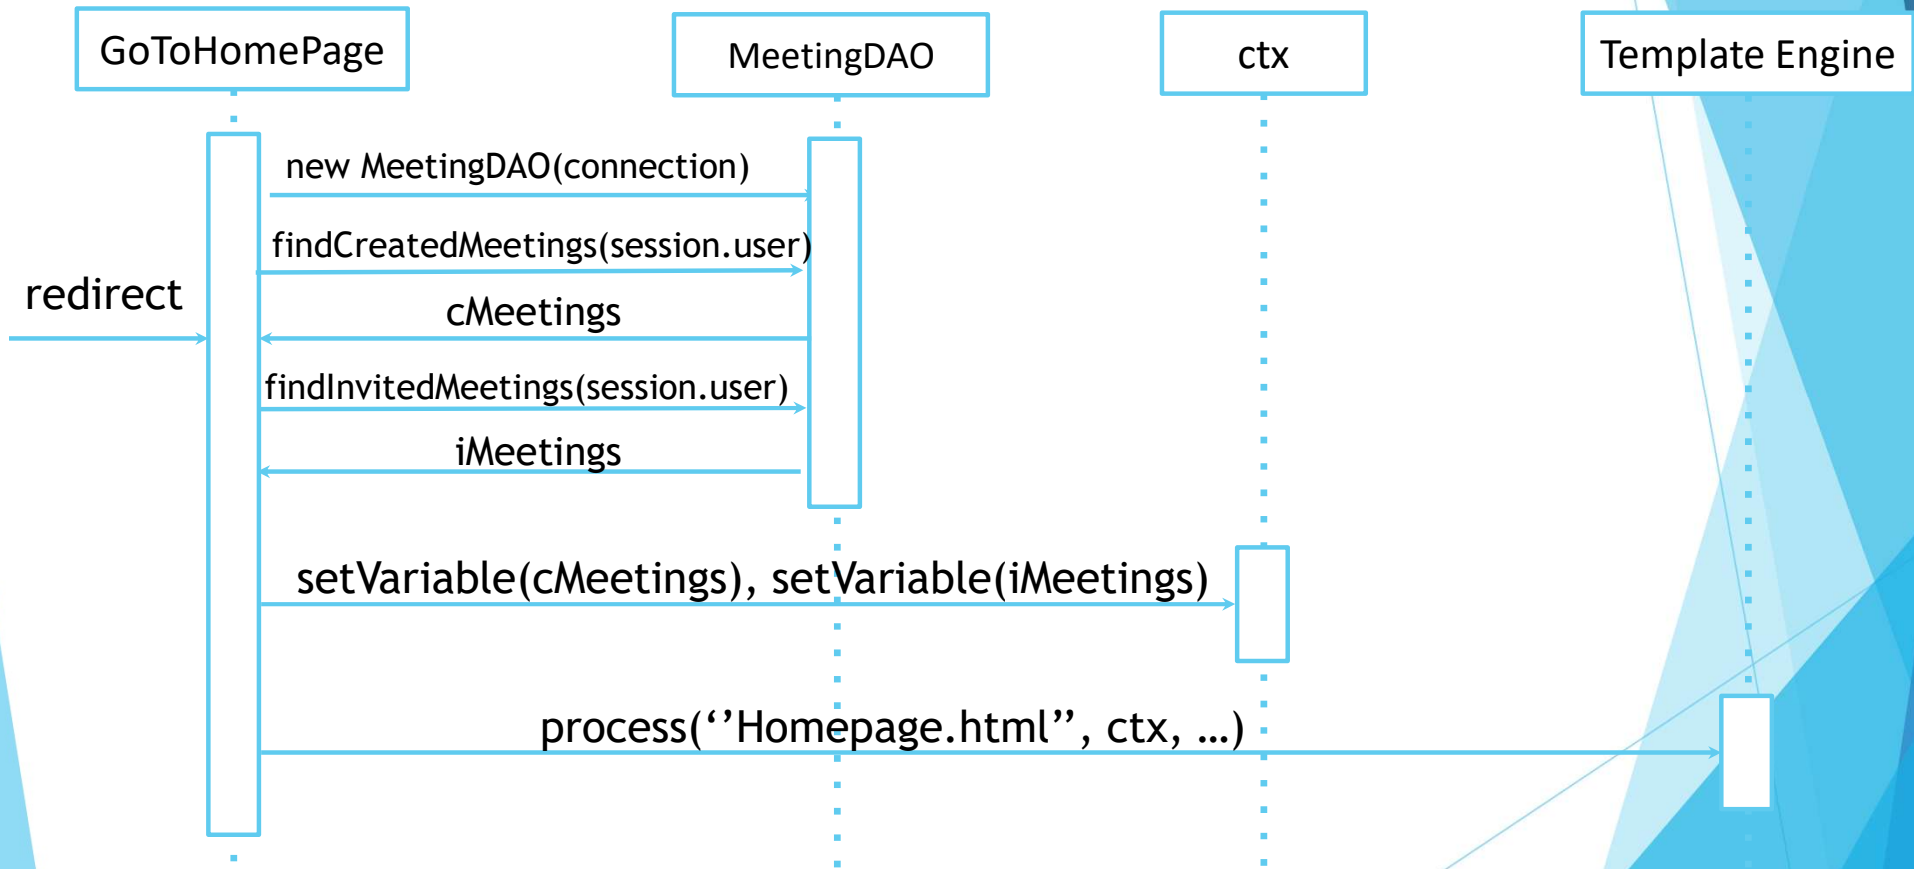 GoToHomePage
MeetingDAO
ctx
Template Engine
new MeetingDAO(connection)
findCreatedMeetings(session.user)
redirect
cMeetings
findInvitedMeetings(session.user)
iMeetings
setVariable(cMeetings), setVariable(iMeetings)
process(‘’Homepage.html’’, ctx, …)